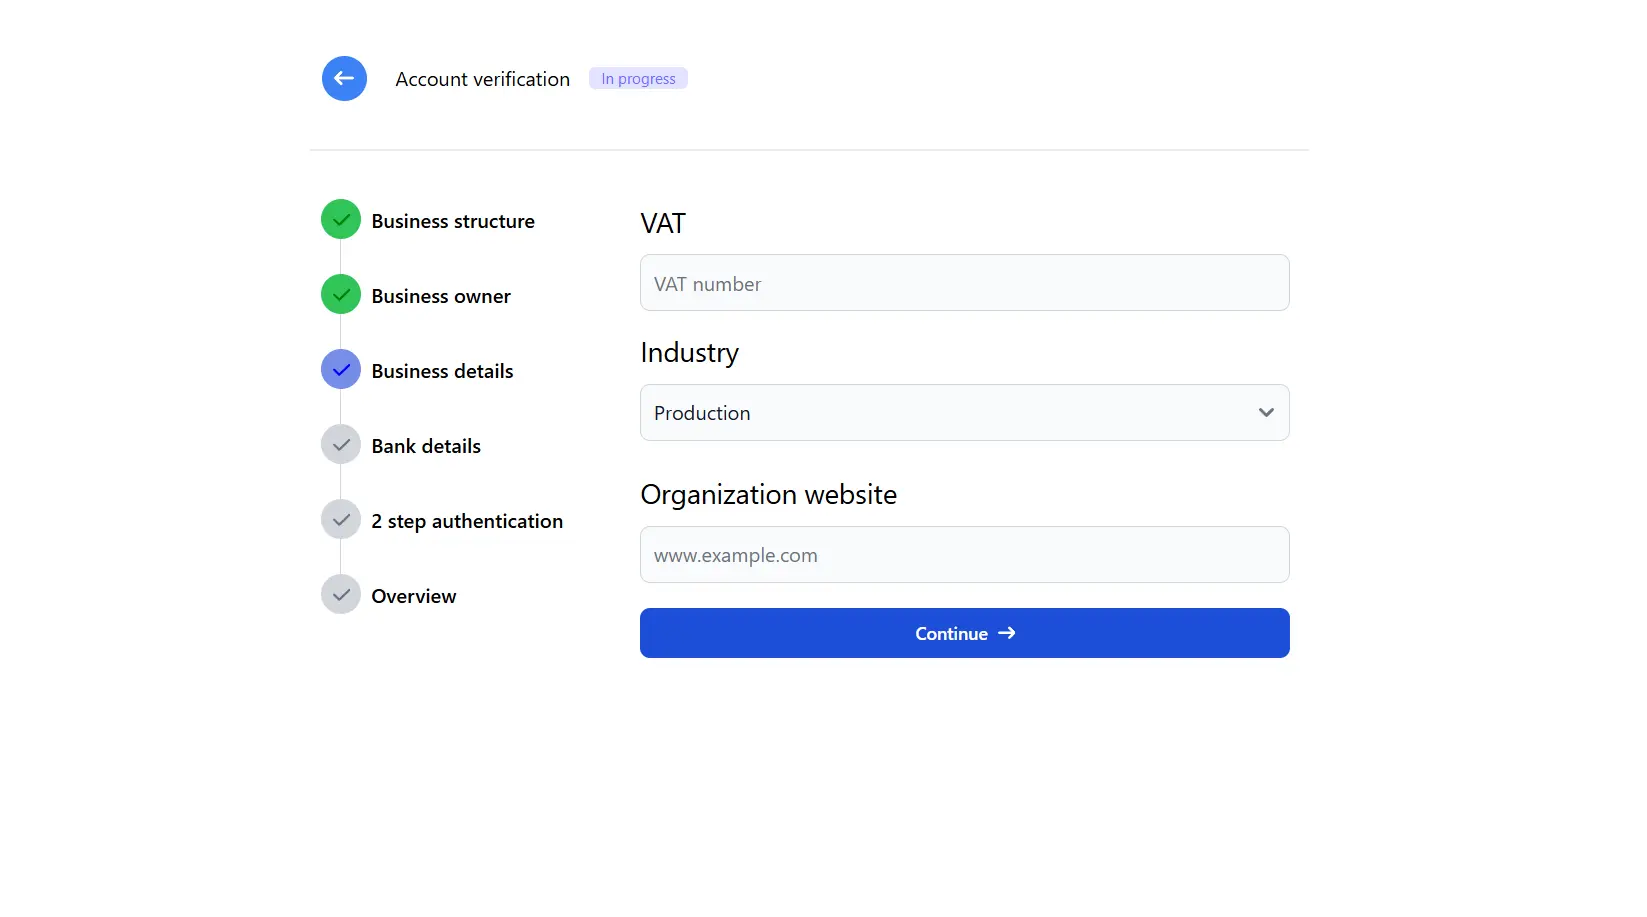 Account verification
In progress
Business structure
Business owner
Business details
Bank details
2 step authentication
Overview
VAT
VAT number
Industry
Production
Organization website
www.example.com
Continue